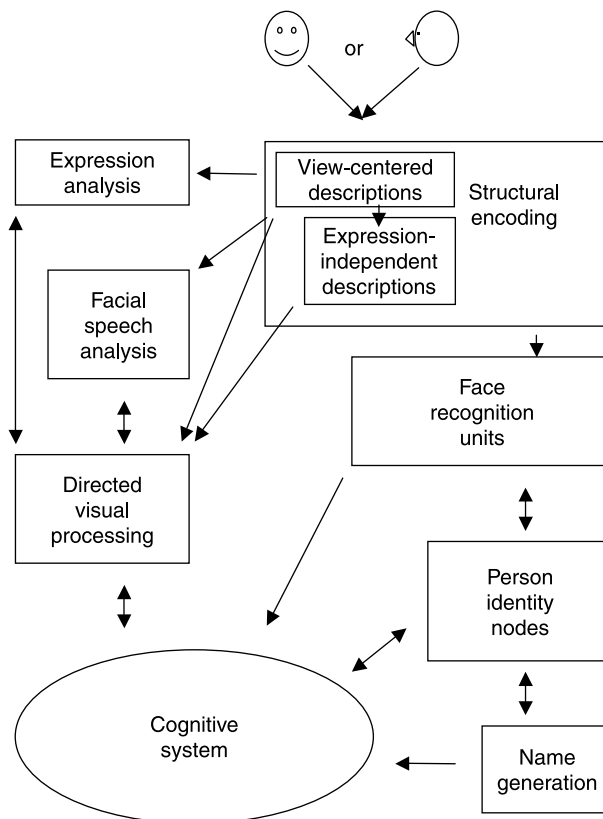 or
Expression
analysis
View-centered
descriptions
Structural
encoding
Expression-
independent
descriptions
Facial
speech
analysis
Face
recognition
units
Directed
visual
processing
Person
identity
nodes
Cognitive
system
Name
generation